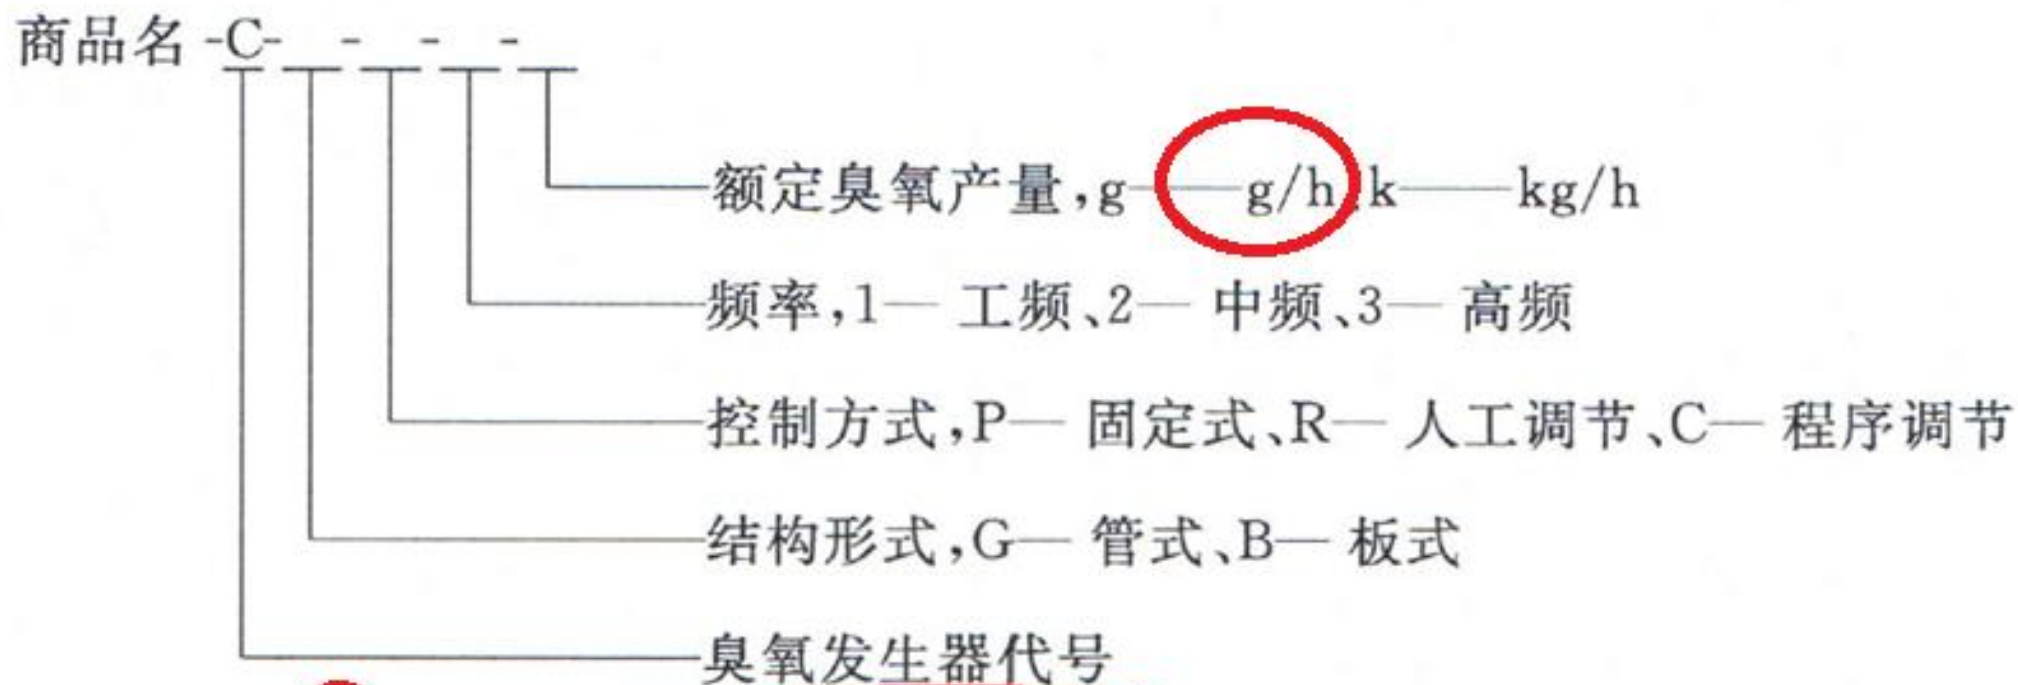 商品名-C- - - -
额定臭氧产量,g——g/h k——kg/h
频率,1—工频、2—中频、3—高频
控制方式,P—固定式、R—人工调节、C—程序调节
结构形式,G—管式、B—板式
臭氧发生器代号